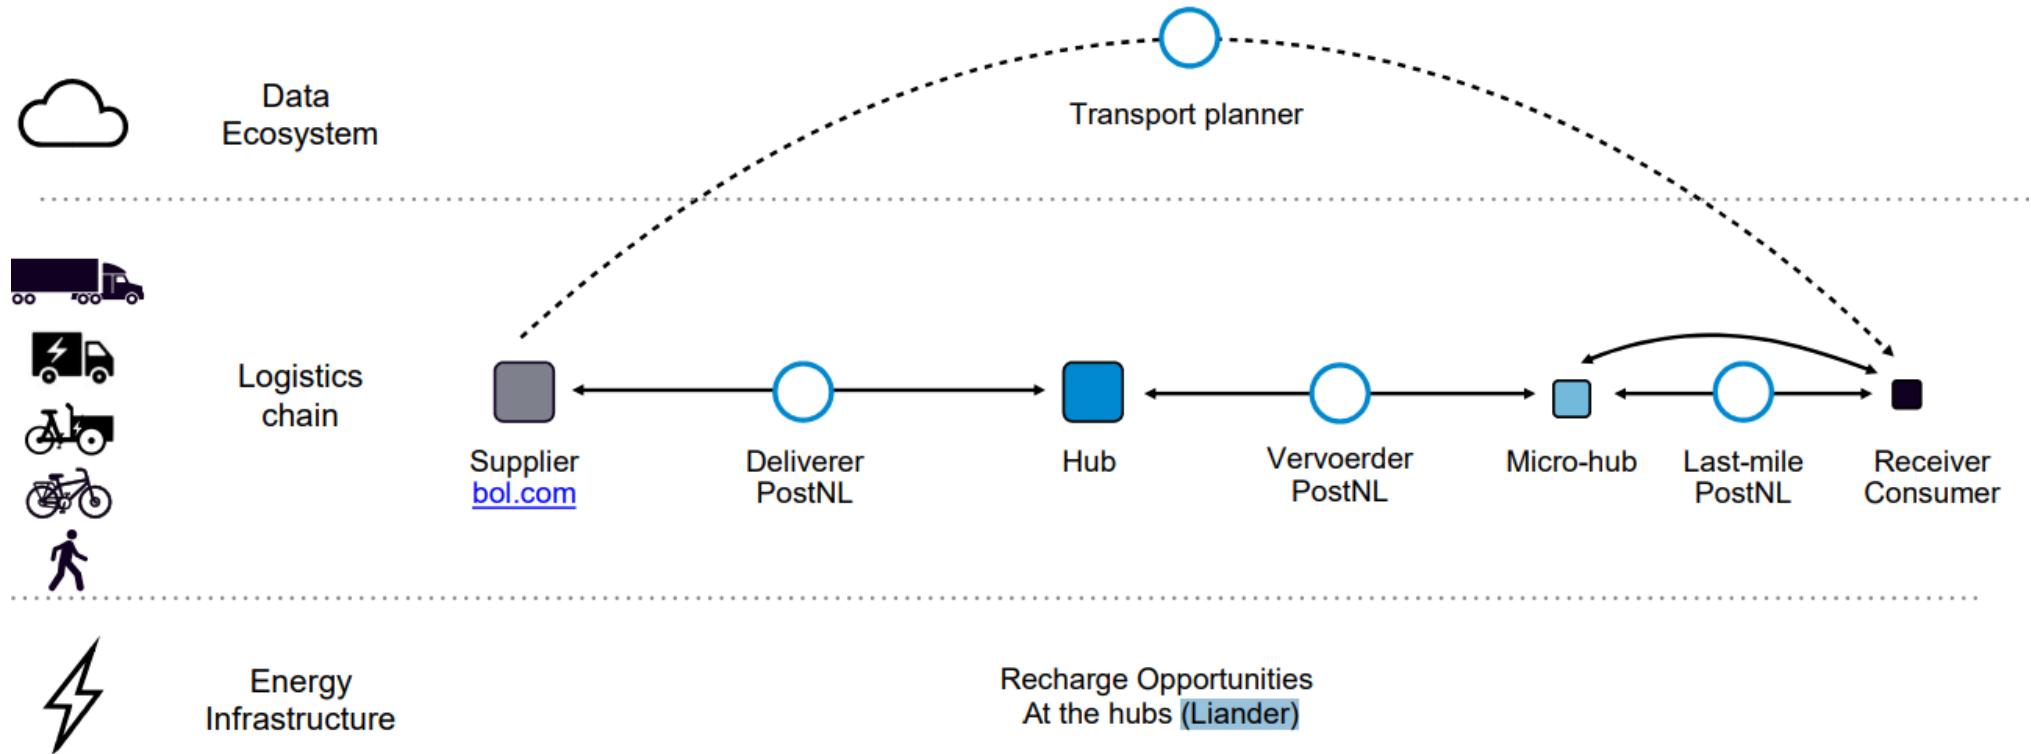 Data
Ecosystem
Transport planner
Logistics
chain
Supplier
bol.com
Deliverer
PostNL
Hub
Vervoerder
PostNL
Micro-hub
Last-mile
PostNL
Receiver
Consumer
Energy
Infrastructure
Recharge Opportunities
At the hubs (Liander)